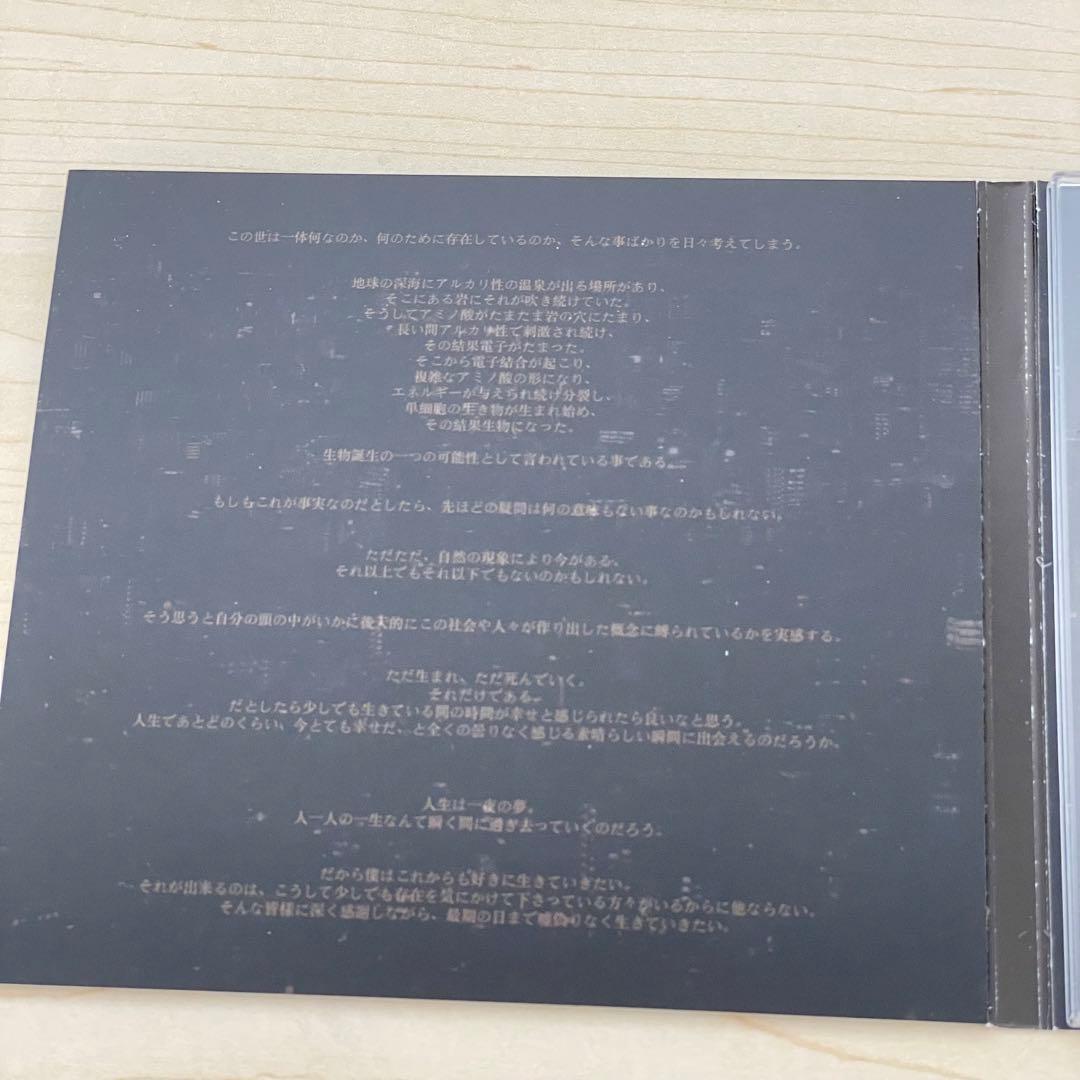 この世は一体何なのか、何のために存在しているのか、そんな事ばかりを日々考えてしまう。
地球の深海にアルカリ性の温泉が出る場所があり、
そこにある岩にそれが吹き続けていた。
そうしてアミノ酸がたまたま岩の穴にたまり、
長い間アルカリ性で刺激され続け、
その結果電子がたまった。
そこから電子結合が起こり、
複雑なアミノ酸の形になり、
エネルギーが与えられ続け分裂し、
単細胞の生き物が生まれ始め、
その結果生物になった。
生物誕生の一つの可能性として言われている事である。
もしもこれが事実なのだとしたら、先ほどの疑問は何の意味もない事なのかもしれない。
ただただ、自然の現象により今がある。
それ以上でもそれ以下でもないのかもしれない。
そう思うと自分の頭の中がいかに後天的にこの社会や人々が作り出した概念に縛られているかを実感する。
ただ生まれ、ただ死んでいく。
それだけである。
だとしたら少しでも生きている間の時間が幸せと感じられたら良いなと思う。
人生であとどのくらい、今とても幸せだ、と全くの曇りなく感じる素晴らしい瞬間に出会えるのだろうか。
人生は一夜の夢。
人一人の一生なんて瞬く間に過ぎ去っていくのだろう。
だから僕はこれからも好きに生きていきたい。
それが出来るのは、こうして少しでも存在を気にかけて下さっている方々がいるからに他ならない。
そんな皆様に深く感謝しながら、最期の日まで嘘偽りなく生きていきたい。